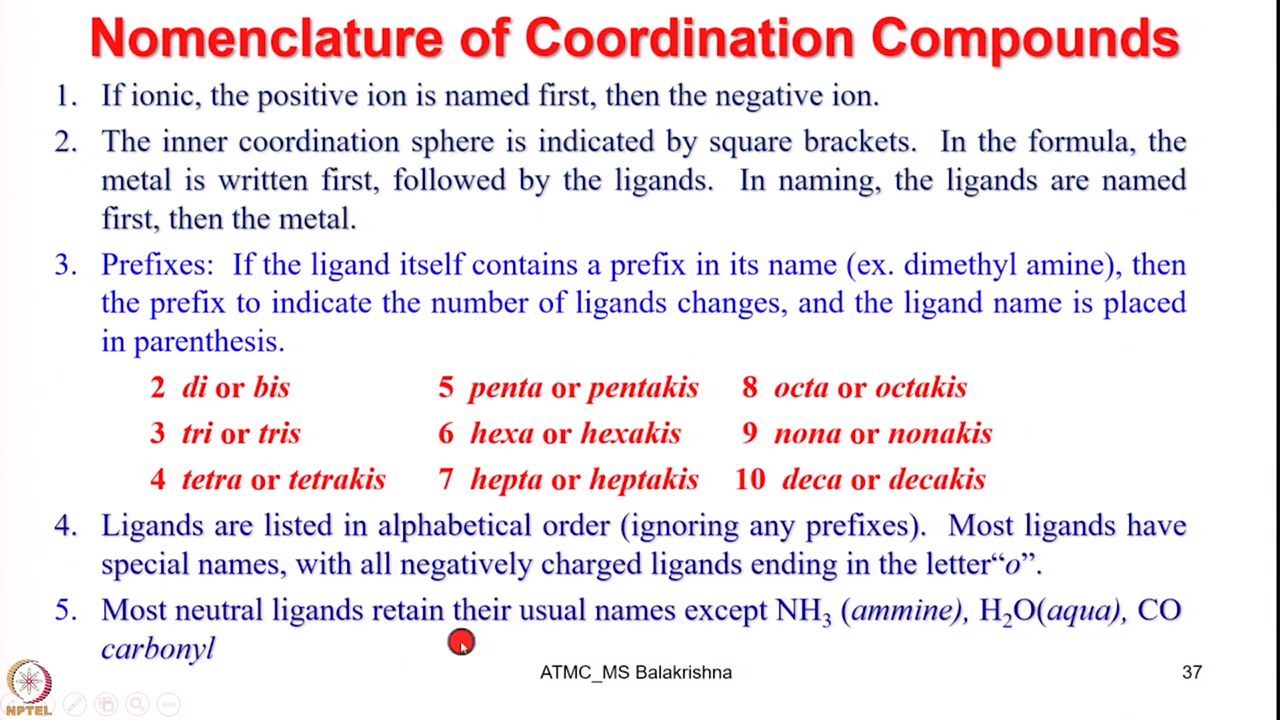 Nomenclature of Coordination Compounds
1. If ionic, the positive ion is named first, then the negative ion.
2. The inner coordination sphere is indicated by square brackets. In the formula, the
metal is written first, followed by the ligands. In naming, the ligands are named
first, then the metal.
3. Prefixes: If the ligand itself contains a prefix in its name (ex. dimethyl amine), then
the prefix to indicate the number of ligands changes, and the ligand name is placed
in parenthesis.
2 di or bis 5 penta or pentakis 8 octa or octakis
3 tri or tris 6 hexa or hexakis 9 nona or nonakis
4 tetra or tetrakis 7 hepta or heptakis 10 deca or decakis
4. Ligands are listed in alphabetical order (ignoring any prefixes). Most ligands have
special names, with all negatively charged ligands ending in the letter“o”.
5. Most neutral ligands retain their usual names except NH₃ (ammine), H₂O(aqua), CO
carbonyl
ATMC_MS Balakrishna 37
NPTEL